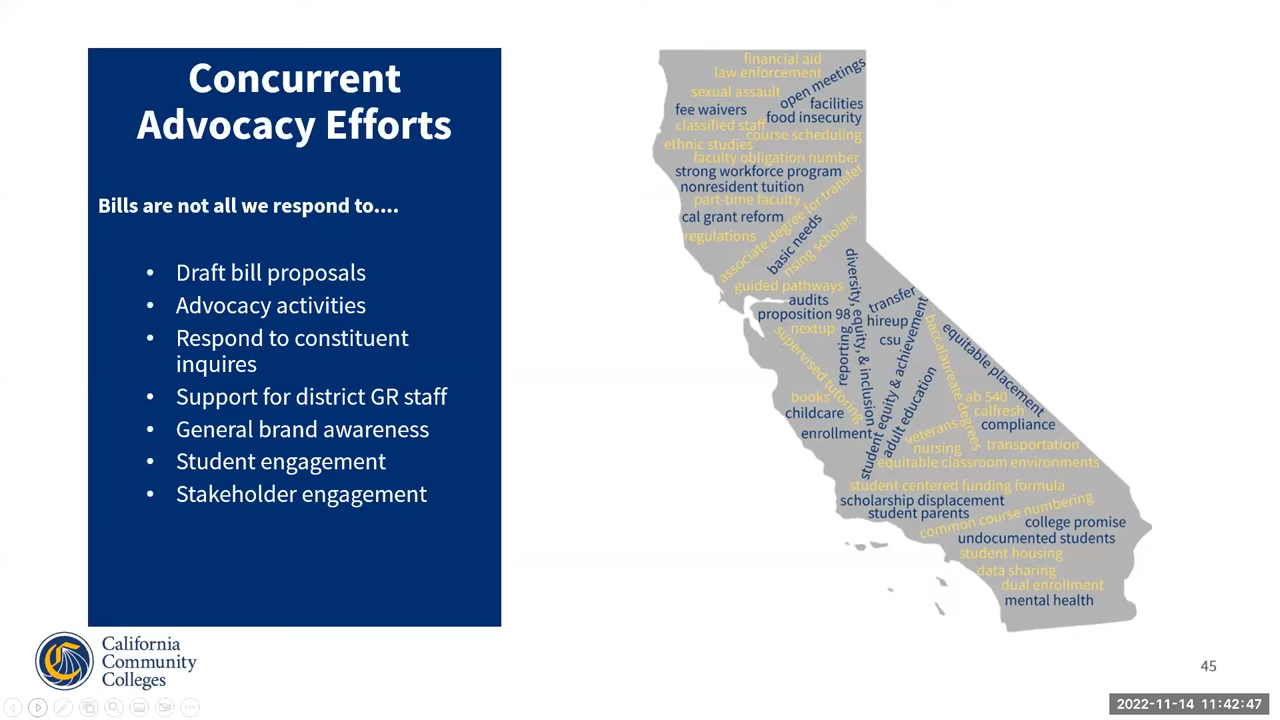 Concurrent
Advocacy Efforts
Bills are not all we respond to....
• Draft bill proposals
• Advocacy activities
• Respond to constituent
inquires
• Support for district GR staff
• General brand awareness
• Student engagement
• Stakeholder engagement
financial aid
law enforcement
open meetings
sexual assault
facilities
fee waivers
food insecurity
classified staff
course scheduling
ethnic studies
faculty obligation number
strong workforce program
nonresident tuition
part-time faculty
associate degree for transfer
cal grant reform
basic needs
rising scholars
regulations
guided pathways
diversity, equity, & inclusion
audits
transfer
proposition 98
hireup
nextup
csu
reporting
supervised tutoring
student equity & achievement
baccalaureate degrees
equitable placement
adult education
books
ab 540
childcare
calfresh
compliance
enrollment
veterans
nursing
transportation
equitable classroom environments
student centered funding formula
scholarship displacement
student parents
common course numbering
college promise
undocumented students
student housing
data sharing
dual enrollment
mental health
California
Community
Colleges
45
2022-11-14 11:42:47